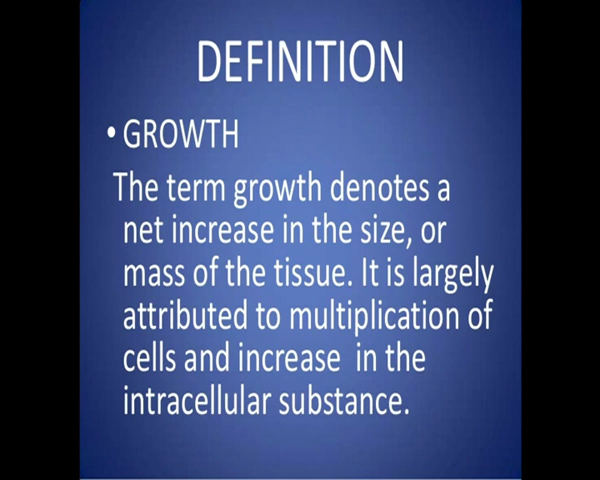 DEFINITION
• GROWTH
The term growth denotes a
net increase in the size, or
mass of the tissue. It is largely
attributed to multiplication of
cells and increase  in the
intracellular substance.